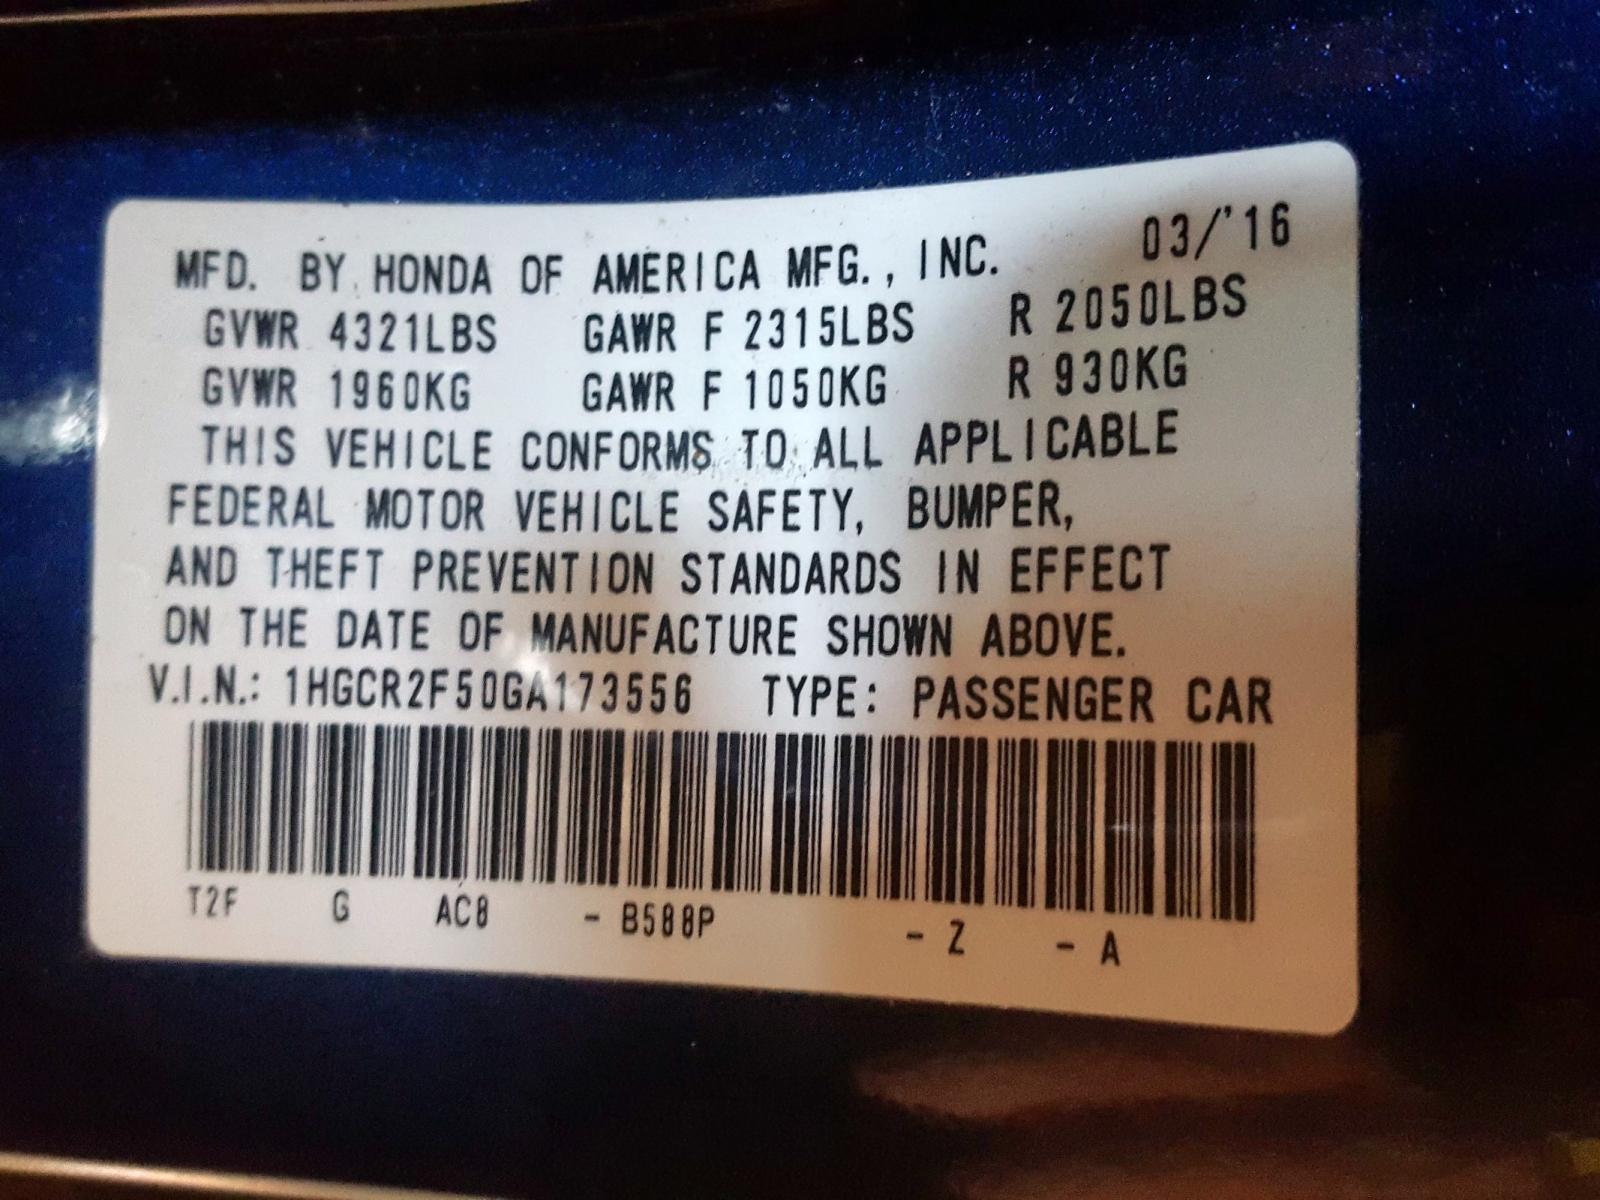 MFD. BY HONDA OF AMERICA MFG., INC. 03/'16
GVWR 4321LBS GAWR F 2315LBS R 2050LBS
GVWR 1960KG GAWR F 1050KG R 930KG
THIS VEHICLE CONFORMS TO ALL APPLICABLE
FEDERAL MOTOR VEHICLE SAFETY, BUMPER,
AND THEFT PREVENTION STANDARDS IN EFFECT
ON THE DATE OF MANUFACTURE SHOWN ABOVE.
V.I.N.: 1HGCR2F50GA173556 TYPE: PASSENGER CAR
T2F G AC8 - B588P - Z - A